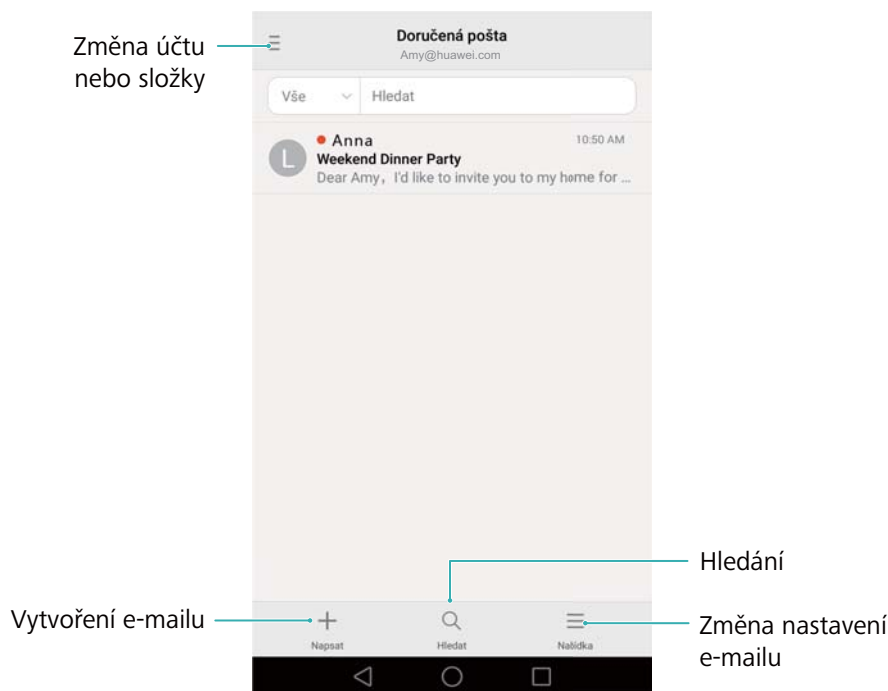 Změna účtu
nebo složky
Doručená pošta
Amy@huawei.com
Vše
Hledat
L
Anna
10:50 AM
Weekend Dinner Party
Dear Amy, I'd like to invite you to my home for ...
Hledání
Vytvoření e-mailu
Změna nastavení
e-mailu
Napsat
Hledat
Nabídka